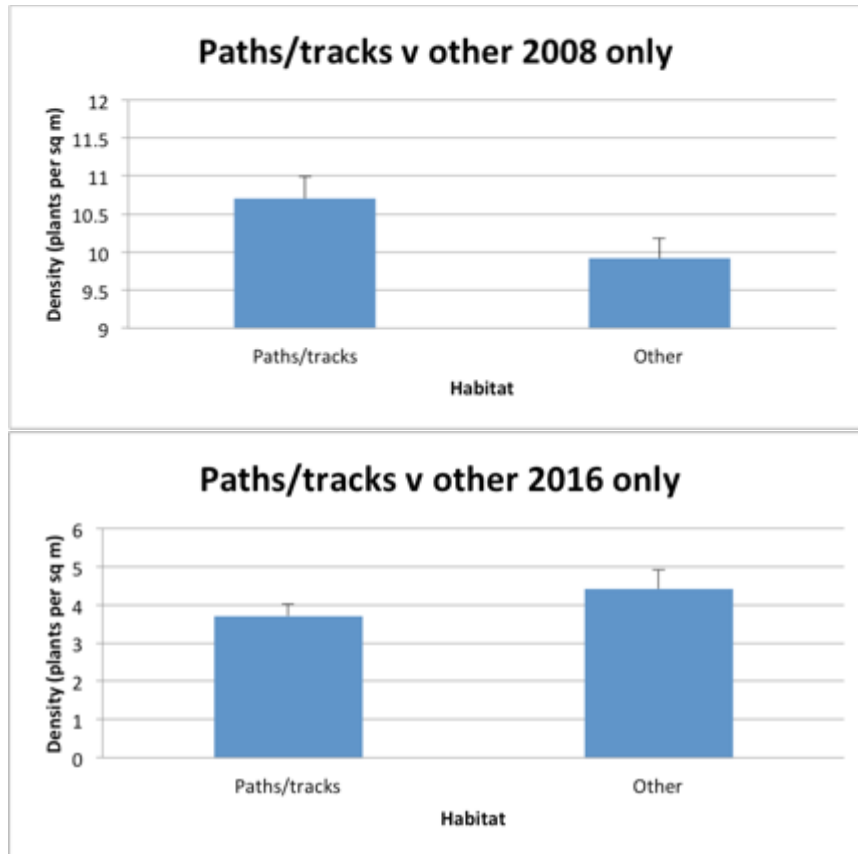 Paths/tracks v other 2008 only
Density (plants per sq m)
12
11.5
11
10.5
10
9.5
9
Paths/tracks Other
Habitat
Paths/tracks v other 2016 only
Density (plants per sq m)
6
5
4
3
2
1
0
Paths/tracks Other
Habitat